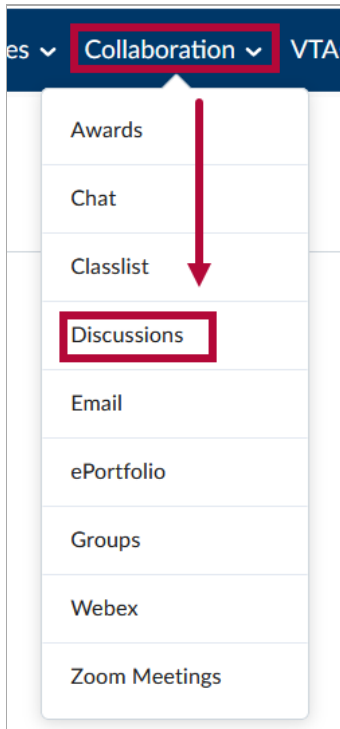 es Collaboration VTA
Awards
Chat
Classlist
Discussions
Email
ePortfolio
Groups
Webex
Zoom Meetings